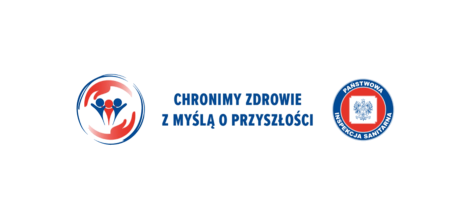 CHRONIMY ZDROWIE
Z MYŚLĄ O PRZYSZŁOŚCI
PAŃSTWOWA
INSPEKCJA SANITARNA